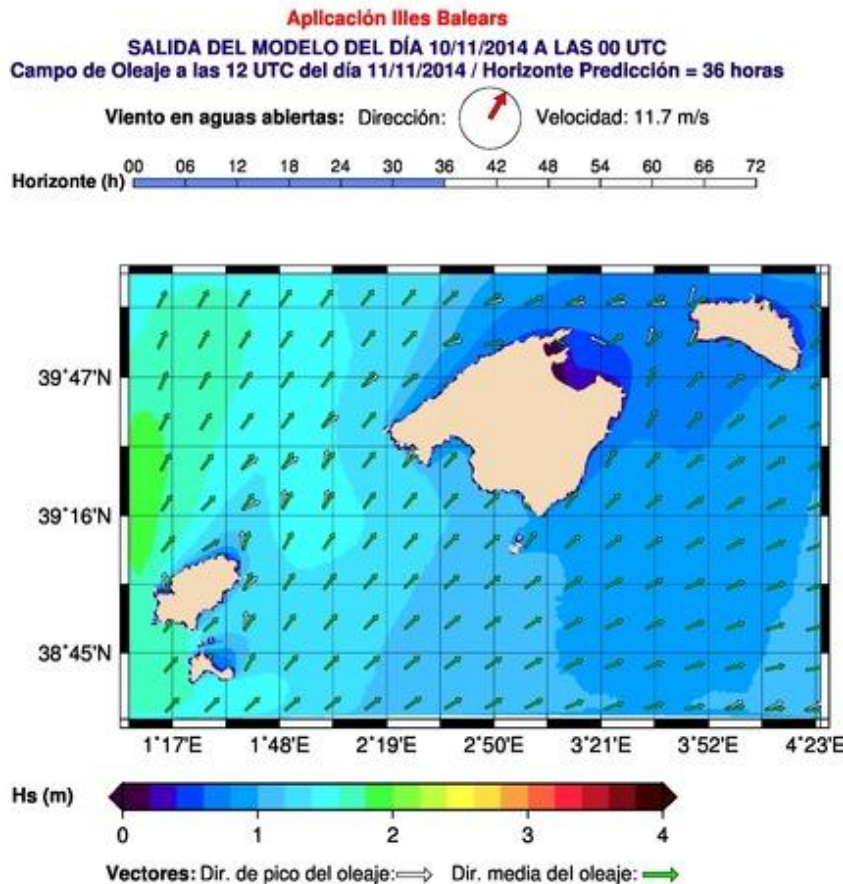 Aplicación Illes Balears
SALIDA DEL MODELO DEL DÍA 10/11/2014 A LAS 00 UTC
Campo de Oleaje a las 12 UTC del día 11/11/2014 / Horizonte Predicción = 36 horas
Viento en aguas abiertas: Dirección: Velocidad: 11.7 m/s
00 06 12 18 24 30 36 42 48 54 60 66 72
Horizonte (h)
39°47'N
39°16'N
38°45'N
1°17'E 1°48'E 2°19'E 2°50'E 3°21'E 3°52'E 4°23'E
Hs (m)
0 1 2 3 4
Vectores: Dir. de pico del oleaje: Dir. media del oleaje: